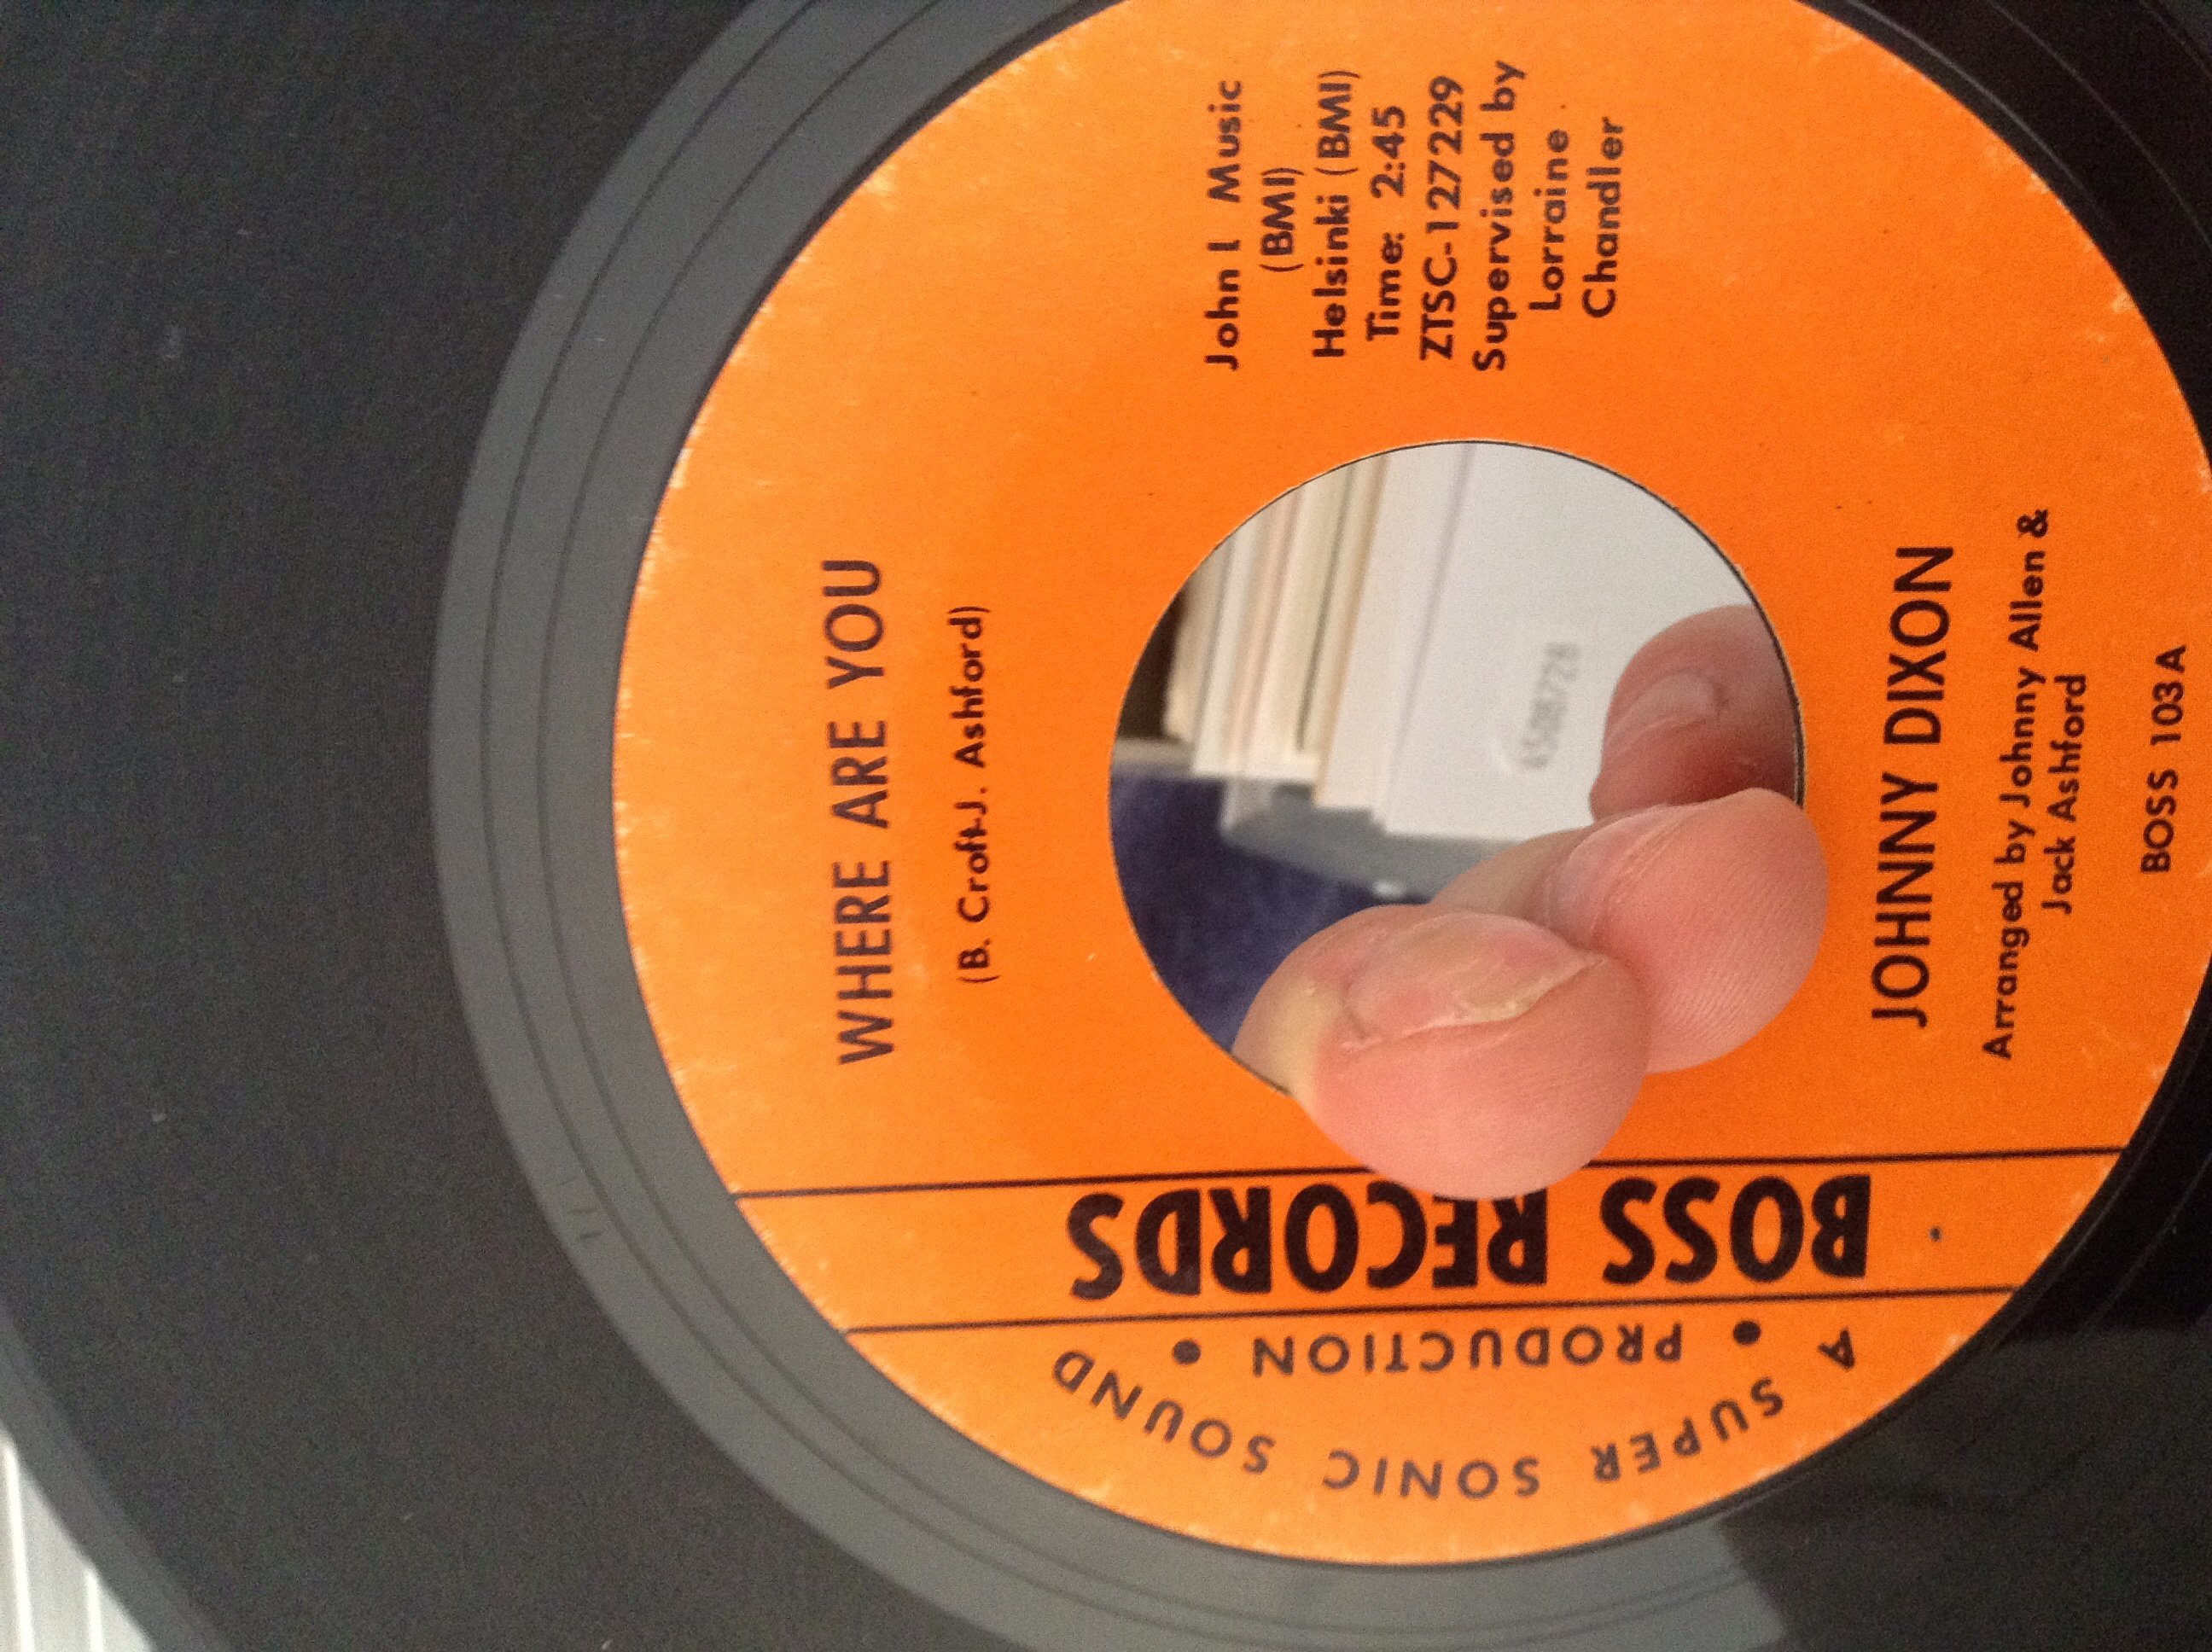 WHERE ARE YOU
(B. Croft-J. Ashford)
John L Music
(BMI)
Helsinki (BMI)
Time: 2:45
ZTSC-127229
Supervised by
Lorraine
Chandler
JOHNNY DIXON
Arranged by Johnny Allen &
Jack Ashford
BOSS 103A
BOSS RECORDS
• PRODUCTION •
A SUPER SONIC SOUND